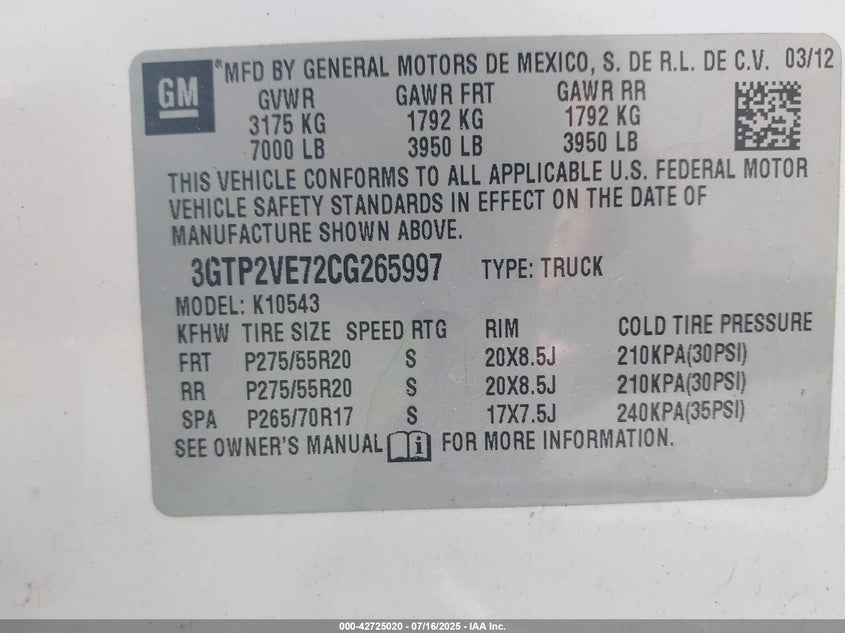 GM
®MFD BY GENERAL MOTORS DE MEXICO, S. DE R.L. DE C.V. 03/12
GVWR GAWR FRT GAWR RR
3175 KG 1792 KG 1792 KG
7000 LB 3950 LB 3950 LB
THIS VEHICLE CONFORMS TO ALL APPLICABLE U.S. FEDERAL MOTOR
VEHICLE SAFETY STANDARDS IN EFFECT ON THE DATE OF
MANUFACTURE SHOWN ABOVE.
3GTP2VE72CG265997 TYPE: TRUCK
MODEL: K10543
KFHW TIRE SIZE SPEED RTG RIM COLD TIRE PRESSURE
FRT P275/55R20 S 20X8.5J 210KPA(30PSI)
RR P275/55R20 S 20X8.5J 210KPA(30PSI)
SPA P265/70R17 S 17X7.5J 240KPA(35PSI)
SEE OWNER'S MANUAL i FOR MORE INFORMATION.
000-42725020 - 07/16/2025 - IAA Inc.